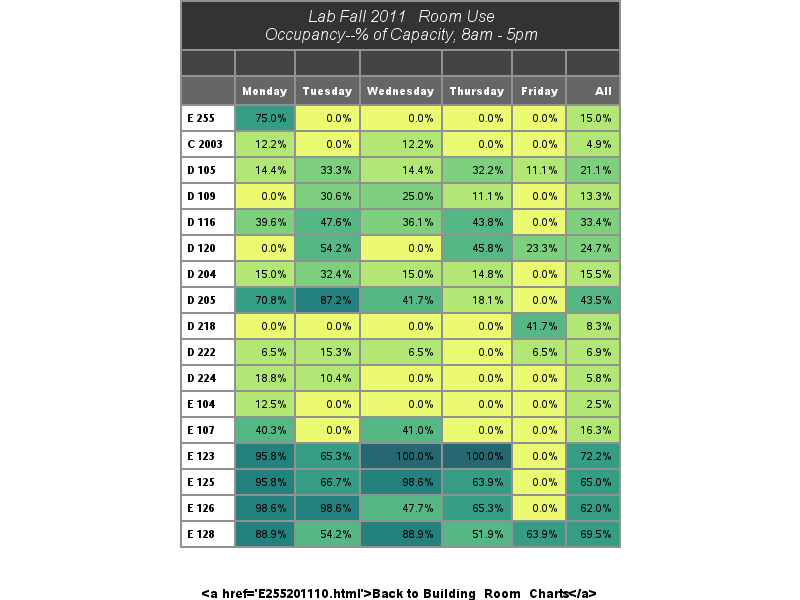 Lab Fall 2011 Room Use
Occupancy--% of Capacity, 8am - 5pm
Monday Tuesday Wednesday Thursday Friday All
E 255 75.0% 0.0% 0.0% 0.0% 0.0% 15.0%
C 2003 12.2% 0.0% 12.2% 0.0% 0.0% 4.9%
D 105 14.4% 33.3% 14.4% 32.2% 11.1% 21.1%
D 109 0.0% 30.6% 25.0% 11.1% 0.0% 13.3%
D 116 39.6% 47.6% 36.1% 43.8% 0.0% 33.4%
D 120 0.0% 54.2% 0.0% 45.8% 23.3% 24.7%
D 204 15.0% 32.4% 15.0% 14.8% 0.0% 15.5%
D 205 70.8% 87.2% 41.7% 18.1% 0.0% 43.5%
D 218 0.0% 0.0% 0.0% 0.0% 41.7% 8.3%
D 222 6.5% 15.3% 6.5% 0.0% 6.5% 6.9%
D 224 18.8% 10.4% 0.0% 0.0% 0.0% 5.8%
E 104 12.5% 0.0% 0.0% 0.0% 0.0% 2.5%
E 107 40.3% 0.0% 41.0% 0.0% 0.0% 16.3%
E 123 95.8% 65.3% 100.0% 100.0% 0.0% 72.2%
E 125 95.8% 66.7% 98.6% 63.9% 0.0% 65.0%
E 126 98.6% 98.6% 47.7% 65.3% 0.0% 62.0%
E 128 88.9% 54.2% 88.9% 51.9% 63.9% 69.5%
<a href='E255201110.html'>Back to Building Room Charts</a>